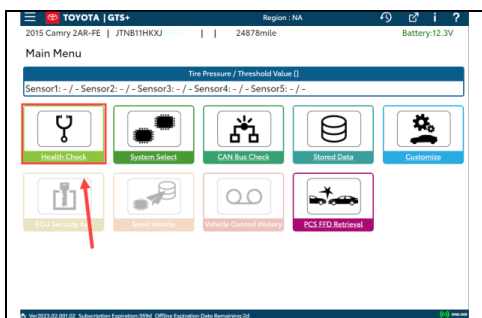 TOYOTA | GTS+ Region : NA i ?
2015 Camry 2AR-FE | JTNB11HKXJ | | 24878mile Battery:12.3V
Main Menu
Tire Pressure / Threshold Value []
Sensor1: - / - Sensor2: - / - Sensor3: - / - Sensor4: - / - Sensor5: - / -
Health Check System Select CAN Bus Check Stored Data Customize
ECU Security Key Send Vehicle Vehicle Control History PCS FFD Retrieval
Ver2023.02.001.02 Subscription Expiration:359d Offline Expiration Date Remaining:2d ONLINE